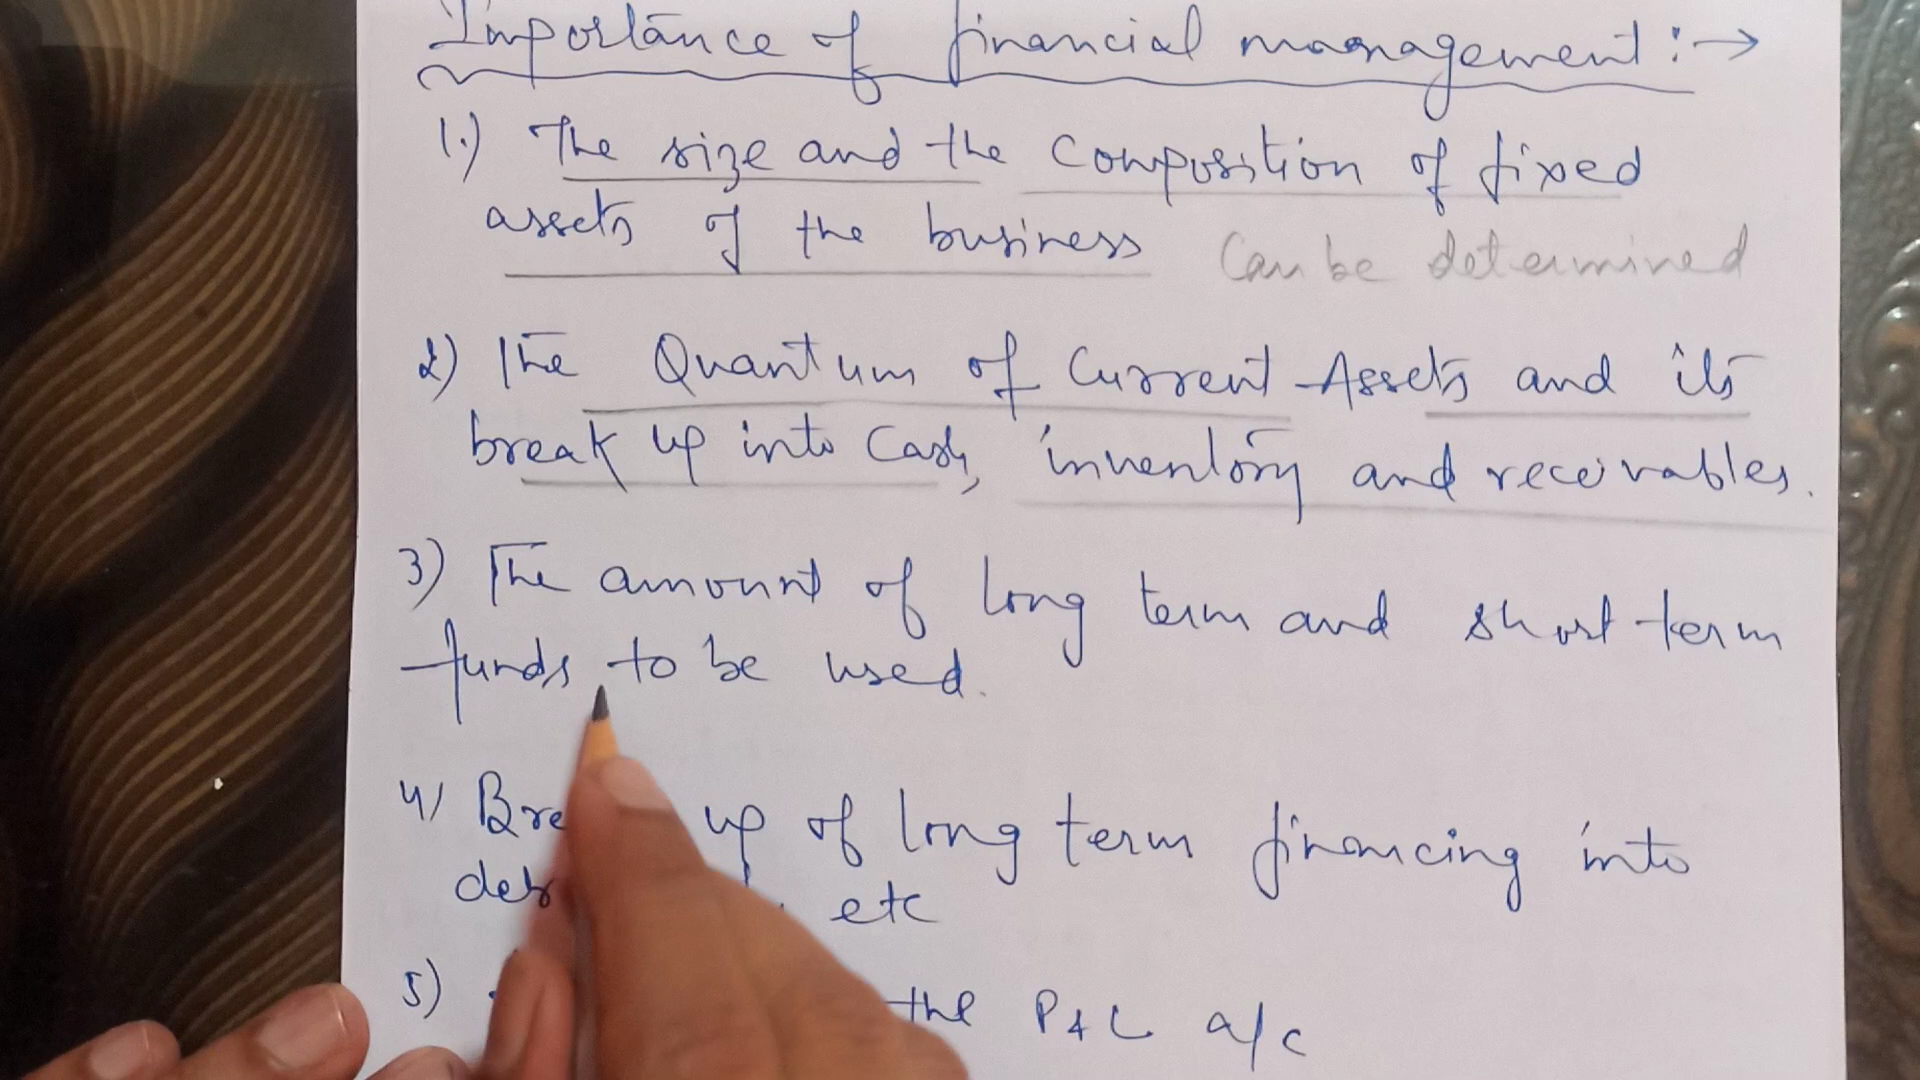 Importance of financial management :→
1.) The size and the composition of fixed
assets of the business Can be determined
2) The Quantum of Current Assets and its
break up into Cash, inventory and receivables.
3) The amount of long term and short term
funds to be used.
4) up of long term financing into
etc
5) the P & L a/c